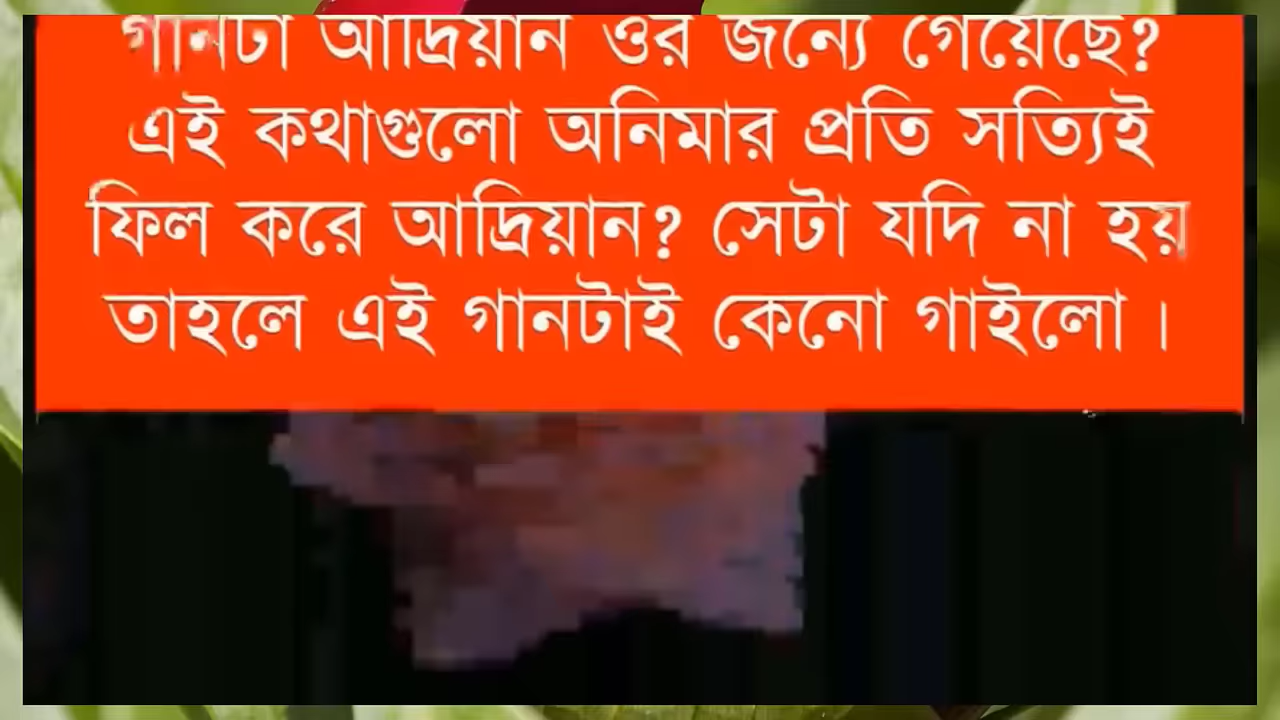 গানটা আদ্রিয়ান ওর জন্যে গেয়েছে?
এই কথাগুলো অনিমার প্রতি সত্যিই
ফিল করে আদ্রিয়ান? সেটা যদি না হয়
তাহলে এই গানটাই কেনো গাইলো।